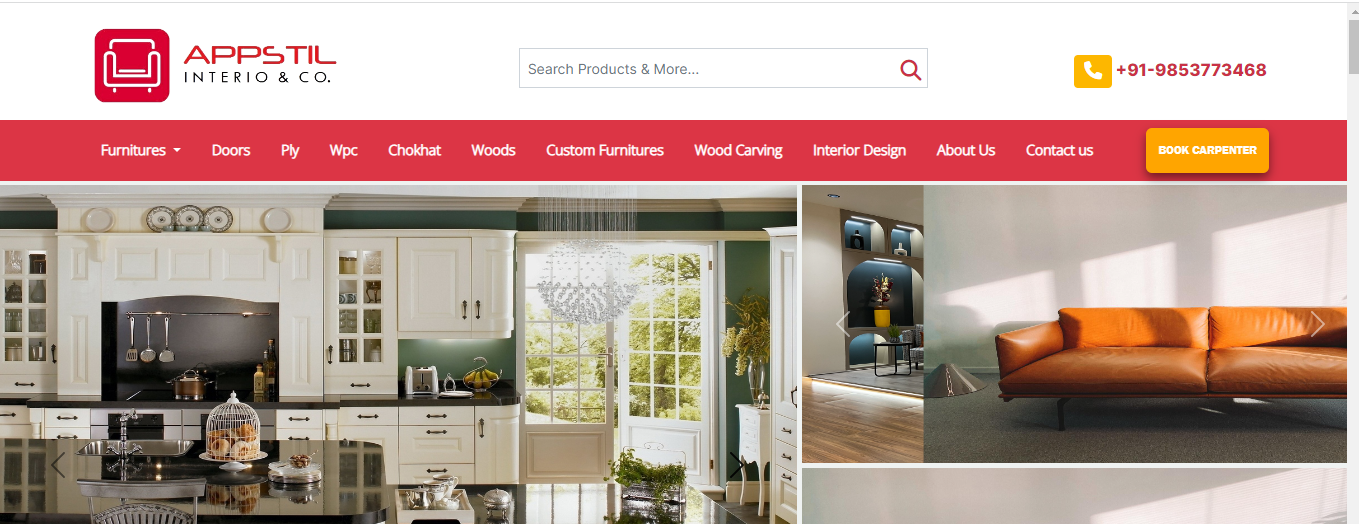 APPSTIL
INTERIO & CO.
Search Products & More...
+91-9853773468
Furnitures Doors Ply Wpc Chokhat Woods Custom Furnitures Wood Carving Interior Design About Us Contact us BOOK CARPENTER